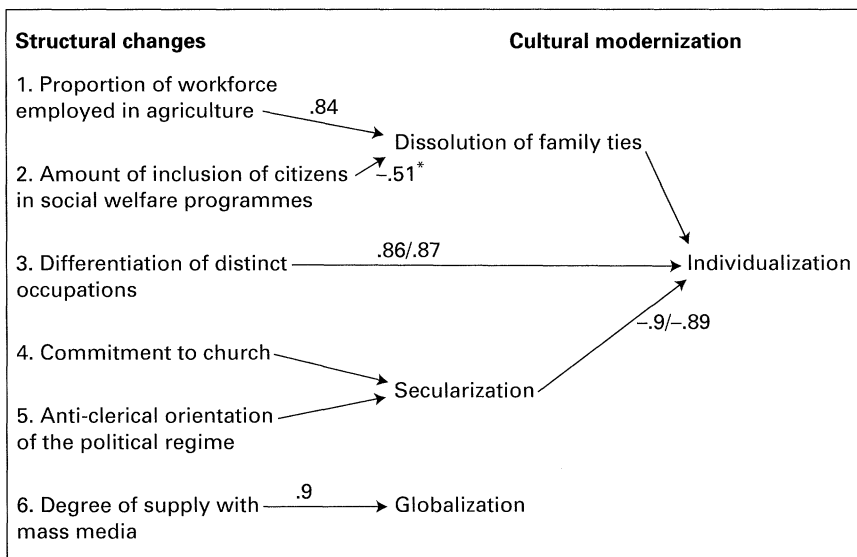 Structural changes
Cultural modernization
1. Proportion of workforce
employed in agriculture
.84
Dissolution of family ties
2. Amount of inclusion of citizens
in social welfare programmes
–.51*
3. Differentiation of distinct
occupations
.86/.87
Individualization
–.9/–.89
4. Commitment to church
Secularization
5. Anti-clerical orientation
of the political regime
6. Degree of supply with
mass media
.9
Globalization